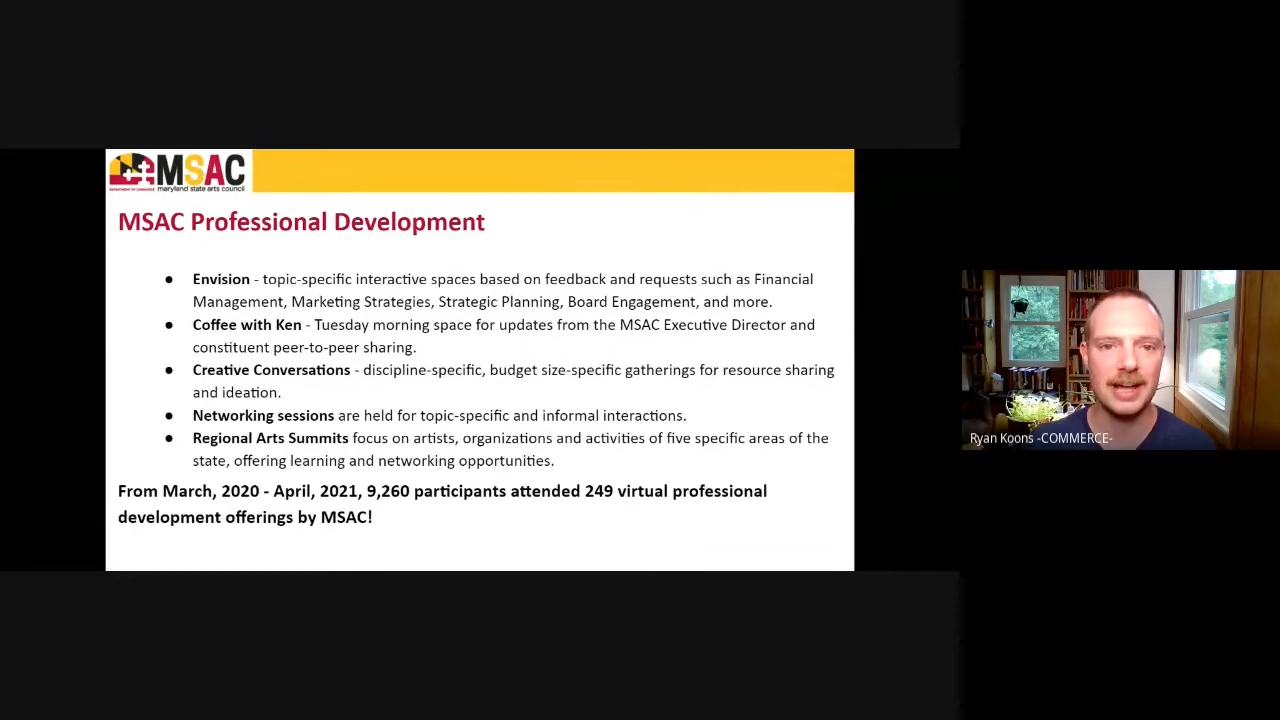 MSAC
DEPARTMENT OF COMMERCE
maryland state arts council
MSAC Professional Development
● Envision - topic-specific interactive spaces based on feedback and requests such as Financial
Management, Marketing Strategies, Strategic Planning, Board Engagement, and more.
● Coffee with Ken - Tuesday morning space for updates from the MSAC Executive Director and
constituent peer-to-peer sharing.
● Creative Conversations - discipline-specific, budget size-specific gatherings for resource sharing
and ideation.
● Networking sessions are held for topic-specific and informal interactions.
● Regional Arts Summits focus on artists, organizations and activities of five specific areas of the
state, offering learning and networking opportunities.
From March, 2020 - April, 2021, 9,260 participants attended 249 virtual professional
development offerings by MSAC!
Ryan Koons -COMMERCE-